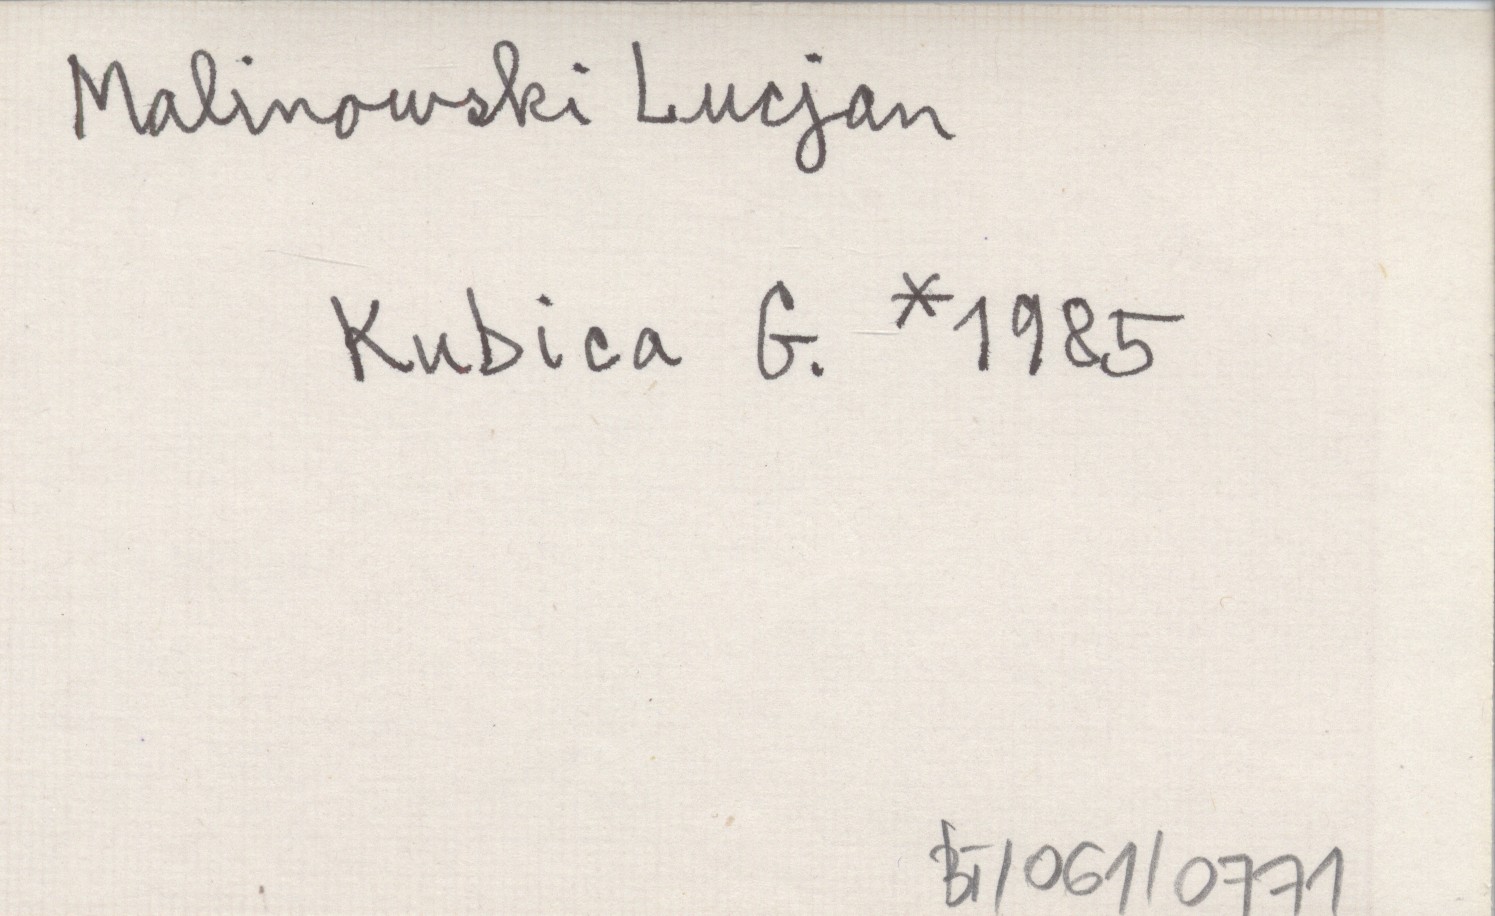 Malinowski Lucjan
Kubica G. *1985
Bi/061/0771